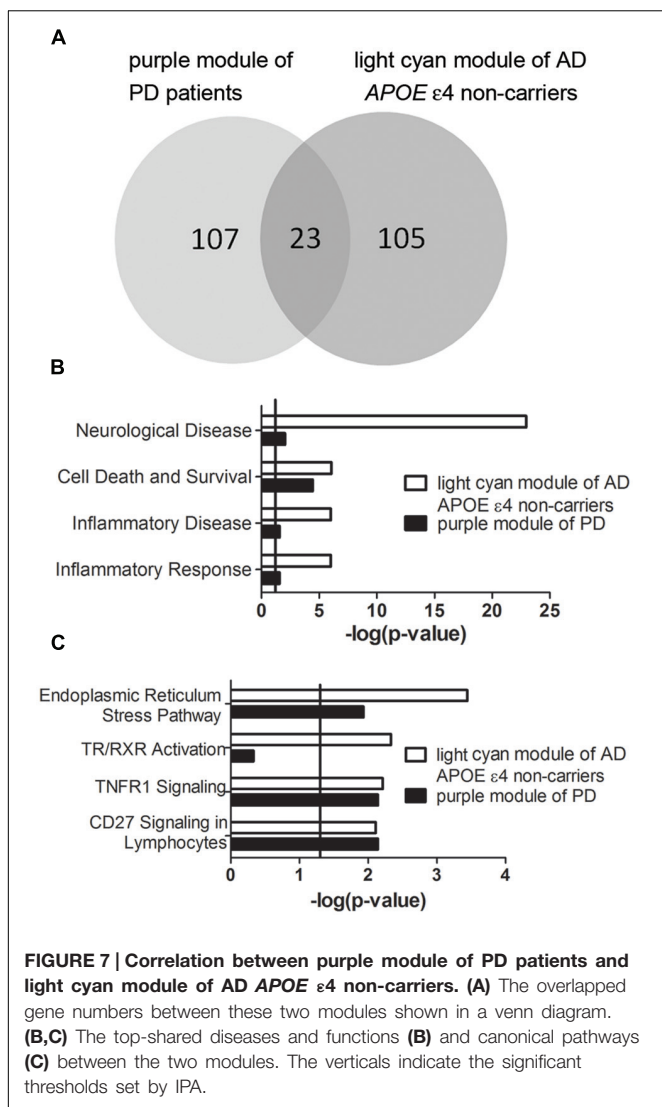 A
purple module of
PD patients
light cyan module of AD
APOE ε4 non-carriers
107
23
105
B
Neurological Disease
Cell Death and Survival
Inflammatory Disease
Inflammatory Response
light cyan module of AD
APOE ε4 non-carriers
purple module of PD
0 5 10 15 20 25
-log(p-value)
C
Endoplasmic Reticulum
Stress Pathway
TR/RXR Activation
TNFR1 Signaling
CD27 Signaling in
Lymphocytes
light cyan module of AD
APOE ε4 non-carriers
purple module of PD
0 1 2 3 4
-log(p-value)
FIGURE 7 | Correlation between purple module of PD patients and
light cyan module of AD APOE ε4 non-carriers. (A) The overlapped
gene numbers between these two modules shown in a venn diagram.
(B,C) The top-shared diseases and functions (B) and canonical pathways
(C) between the two modules. The verticals indicate the significant
thresholds set by IPA.